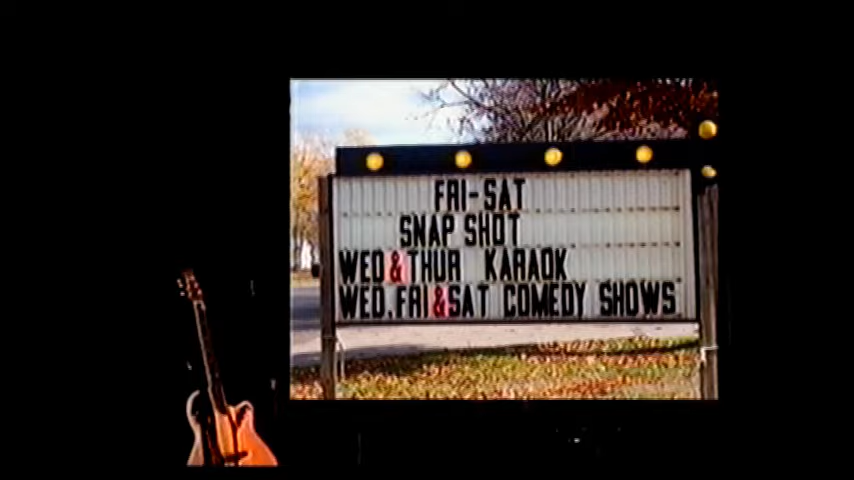 FRI-SAT
SNAP SHOT
WED & THUR KARAOK
WED, FRI & SAT COMEDY SHOWS